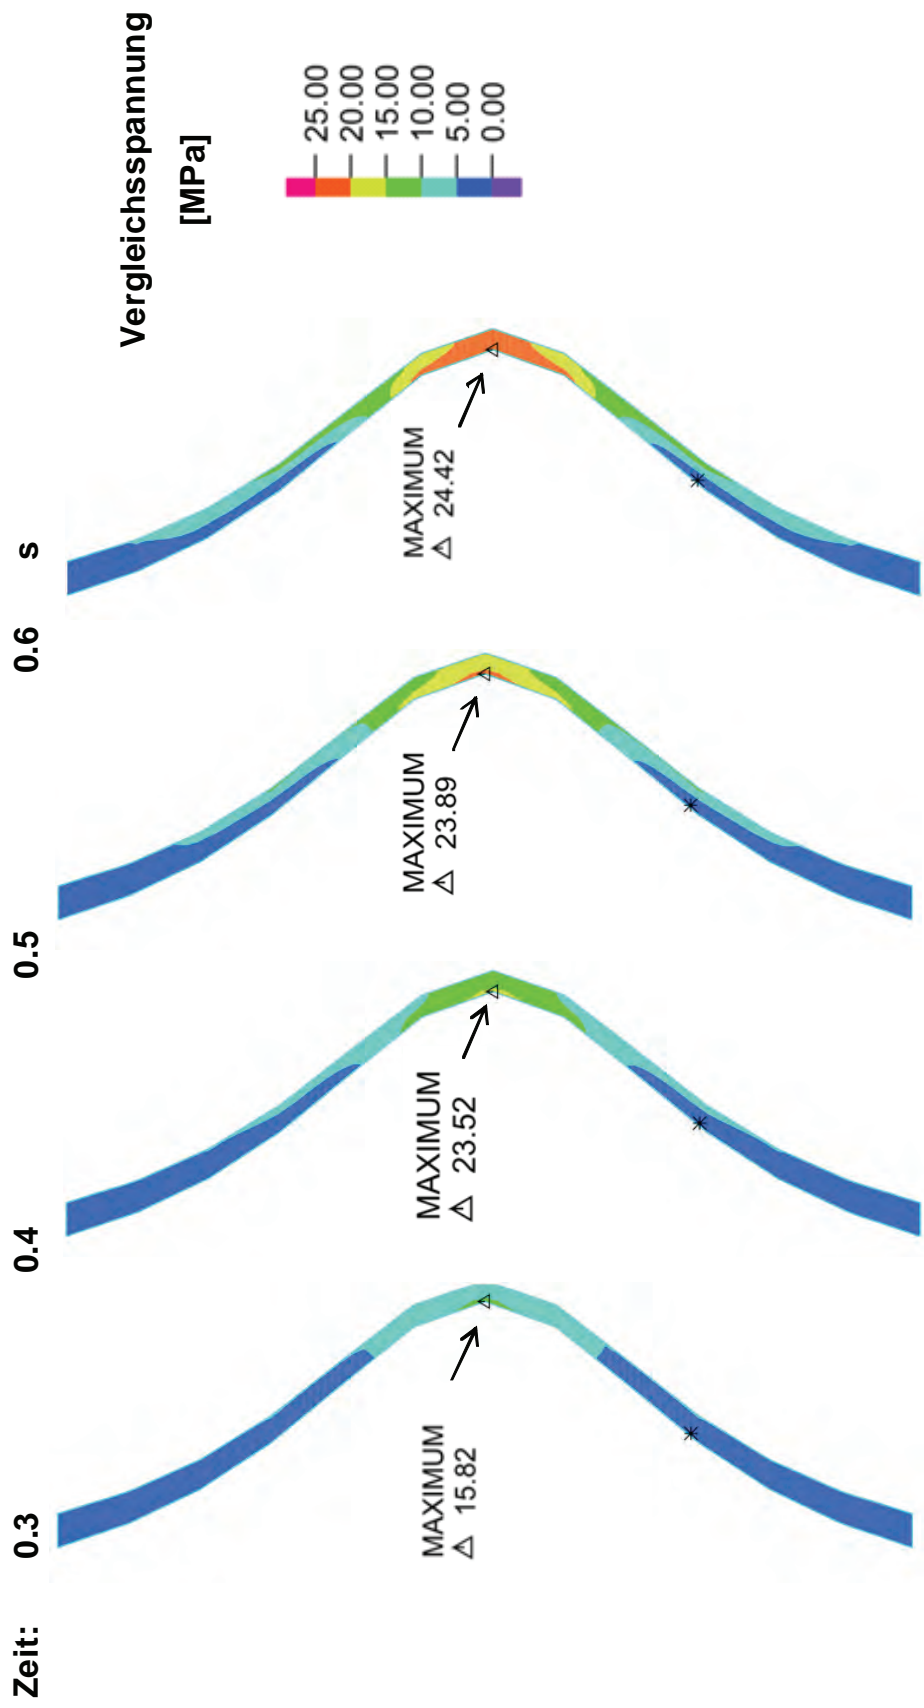 Zeit: 0.3 0.4 0.5 0.6 s
Vergleichsspannung
[MPa]
25.00
20.00
15.00
10.00
5.00
0.00
MAXIMUM
15.82
MAXIMUM
23.52
MAXIMUM
23.89
MAXIMUM
24.42